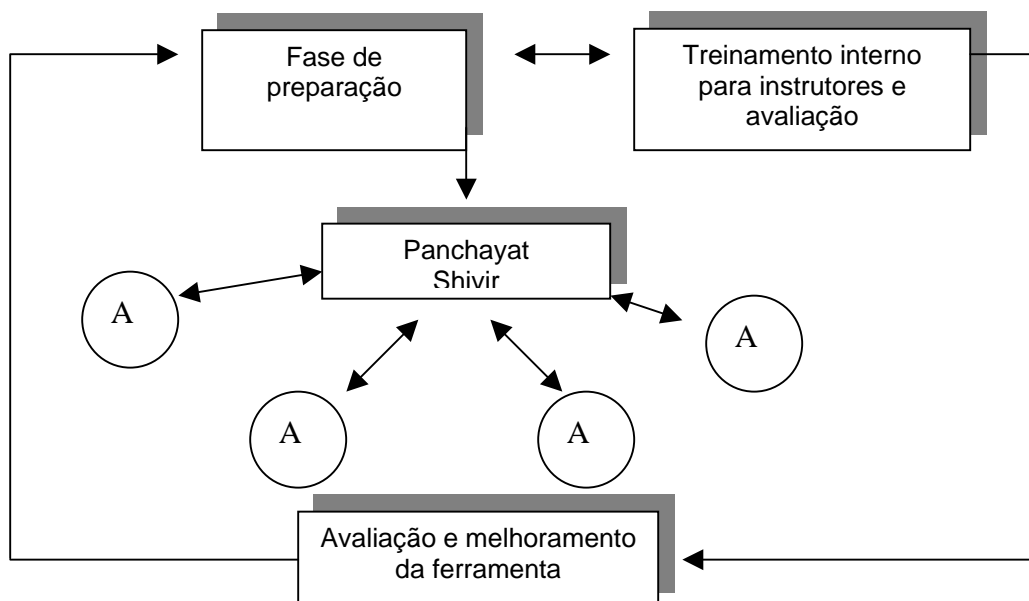 Fase de
preparação
Treinamento interno
para instrutores e
avaliação
Panchayat
Shivir
A
A
A
A
Avaliação e melhoramento
da ferramenta